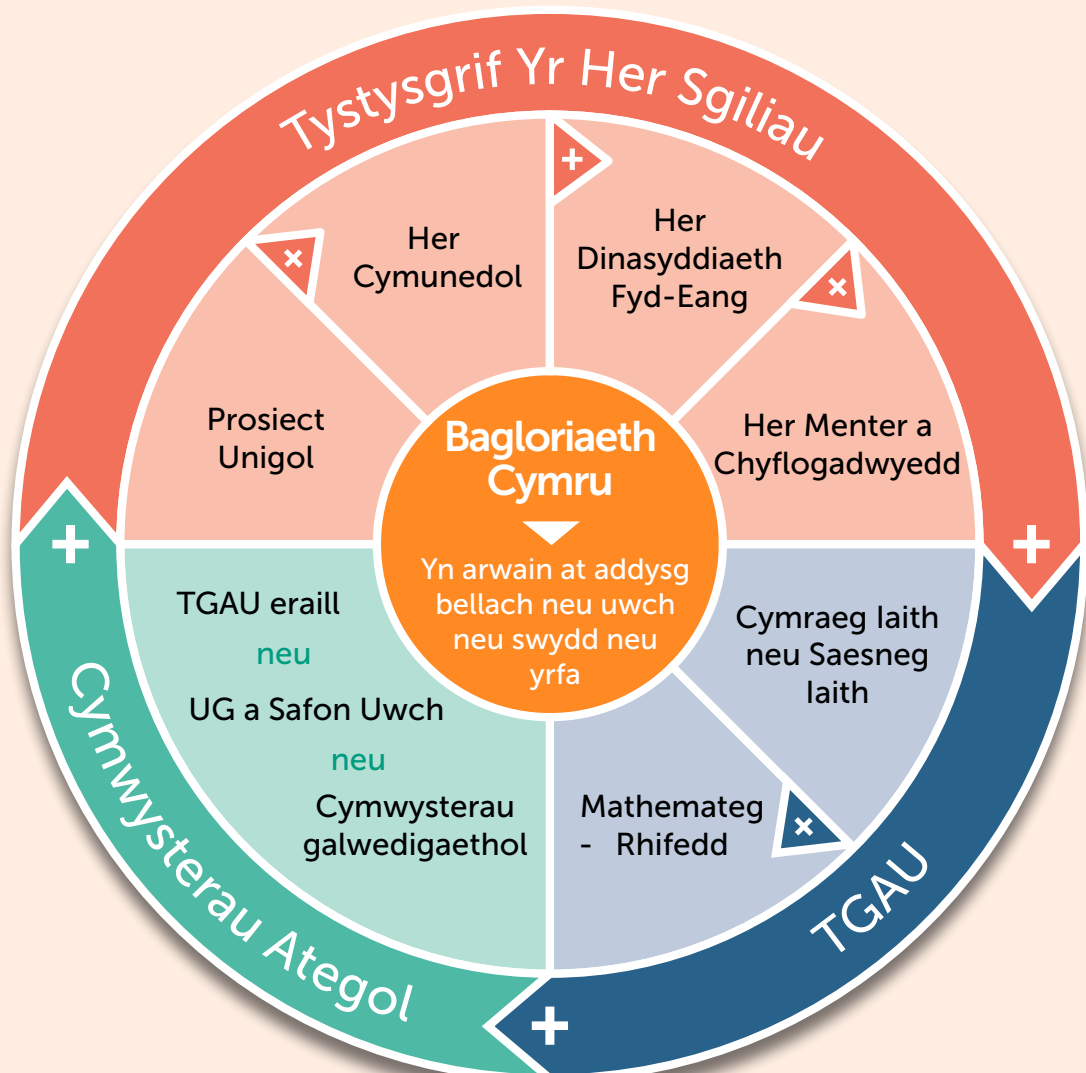 Tystysgrif Yr Her Sgiliau
+
Her
Cymunedol
Her
Dinasyddiaeth
Fyd-Eang
+
+
Prosiect
Unigol
Her Menter a
Chyflogadwyedd
Bagloriaeth
Cymru
Yn arwain at addysg
bellach neu uwch
neu swydd neu
yrfa
+
+
TGAU eraill
neu
UG a Safon Uwch
neu
Cymwysterau
galwedigaethol
Cymraeg Iaith
neu Saesneg
Iaith
Mathemateg
- Rhifedd
+
TGAU
Cymwysterau Ategol
+